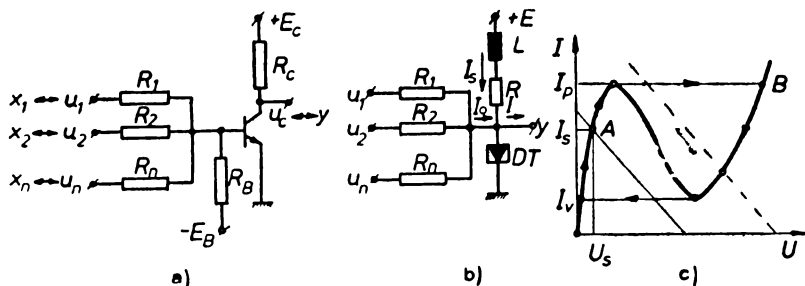 +E_c
R_c
x_1 ↔ u_1
R_1
x_2 ↔ u_2
R_2
x_n ↔ u_n
R_n
u_c ↔ y
R_B
-E_B
a)
+E
L
I_s
R
u_1
R_1
I_0
I
u_2
R_2
y
u_n
R_n
DT
b)
I
I_p
B
I_s
A
I_v
U_s
U
c)